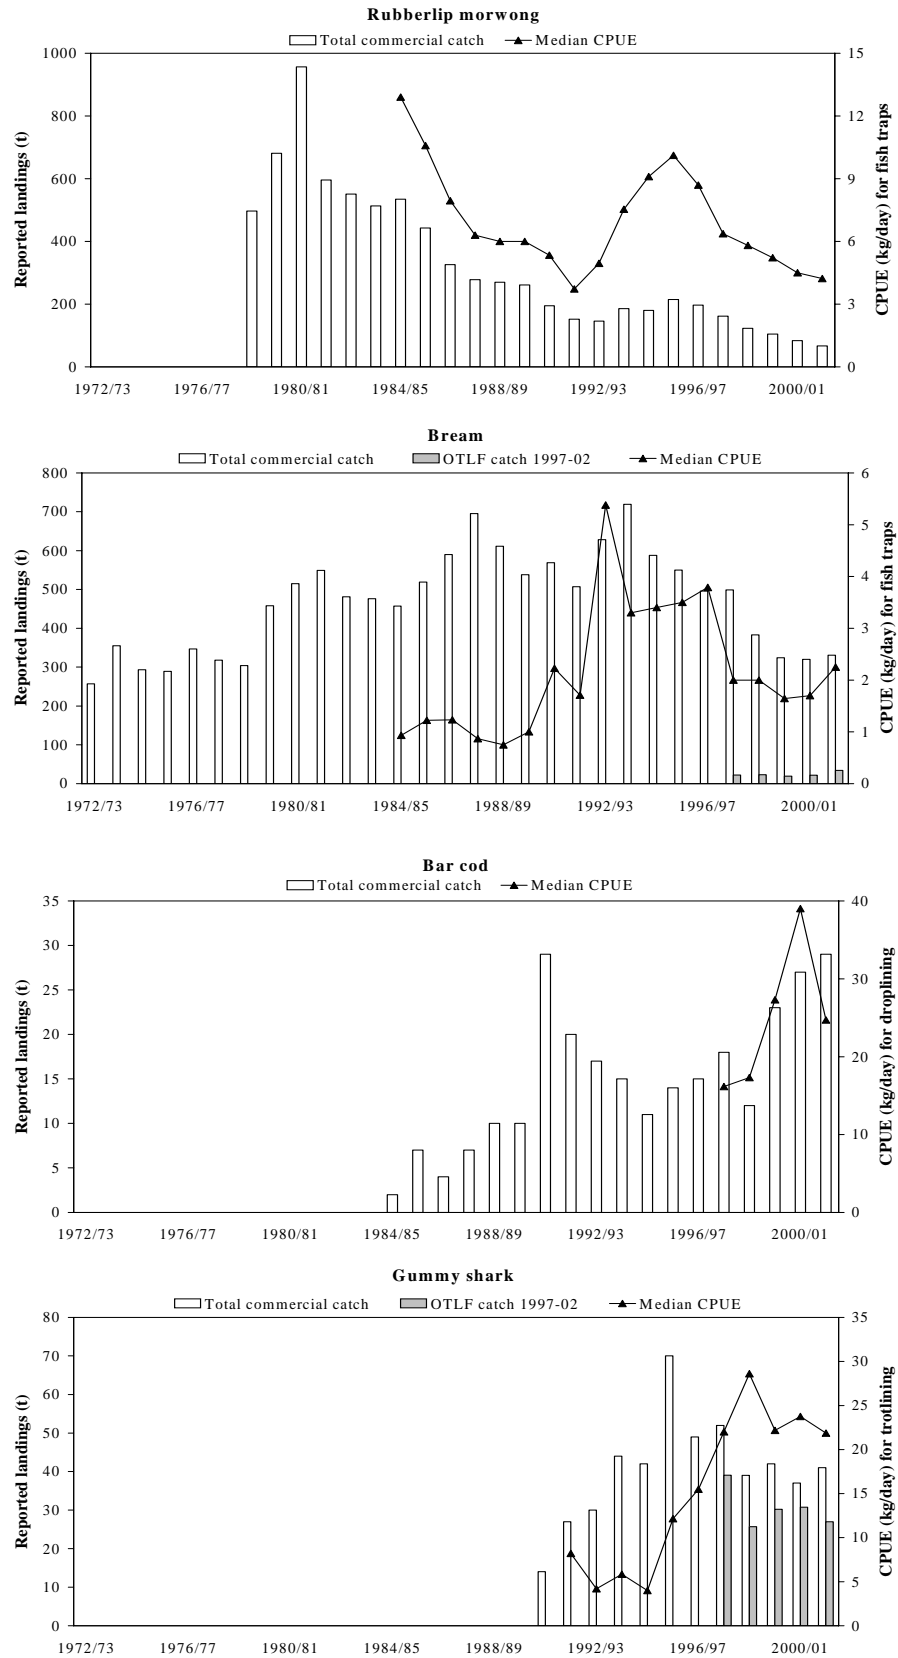 Rubberlip morwong
Total commercial catch Median CPUE
1000 15
800 12
600 9
400 6
200 3
0 0
Reported landings (t)
CPUE (kg/day) for fish traps
1972/73 1976/77 1980/81 1984/85 1988/89 1992/93 1996/97 2000/01
Bream
Total commercial catch OTLF catch 1997-02 Median CPUE
800 6
700
600 5
500 4
400 3
300
200 2
100 1
0 0
Reported landings (t)
CPUE (kg/day) for fish traps
1972/73 1976/77 1980/81 1984/85 1988/89 1992/93 1996/97 2000/01
Bar cod
Total commercial catch Median CPUE
35 40
30
25 30
20
15 20
10 10
5
0 0
Reported landings (t)
CPUE (kg/day) for droplining
1972/73 1976/77 1980/81 1984/85 1988/89 1992/93 1996/97 2000/01
Gummy shark
Total commercial catch OTLF catch 1997-02 Median CPUE
80 35
70 30
60 25
50
40 20
30 15
20 10
10 5
0 0
Reported landings (t)
CPUE (kg/day) for trotlining
1972/73 1976/77 1980/81 1984/85 1988/89 1992/93 1996/97 2000/01